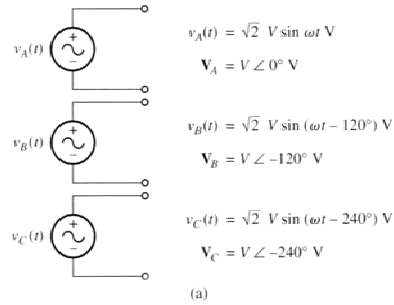 v_A(t) = √2 V sin ωt V
v_A(t)
+
−
V_A = V∠0° V
v_B(t) = √2 V sin (ωt − 120°) V
v_B(t)
+
−
V_B = V∠−120° V
v_C(t) = √2 V sin (ωt − 240°) V
v_C(t)
+
−
V_C = V∠−240° V
(a)